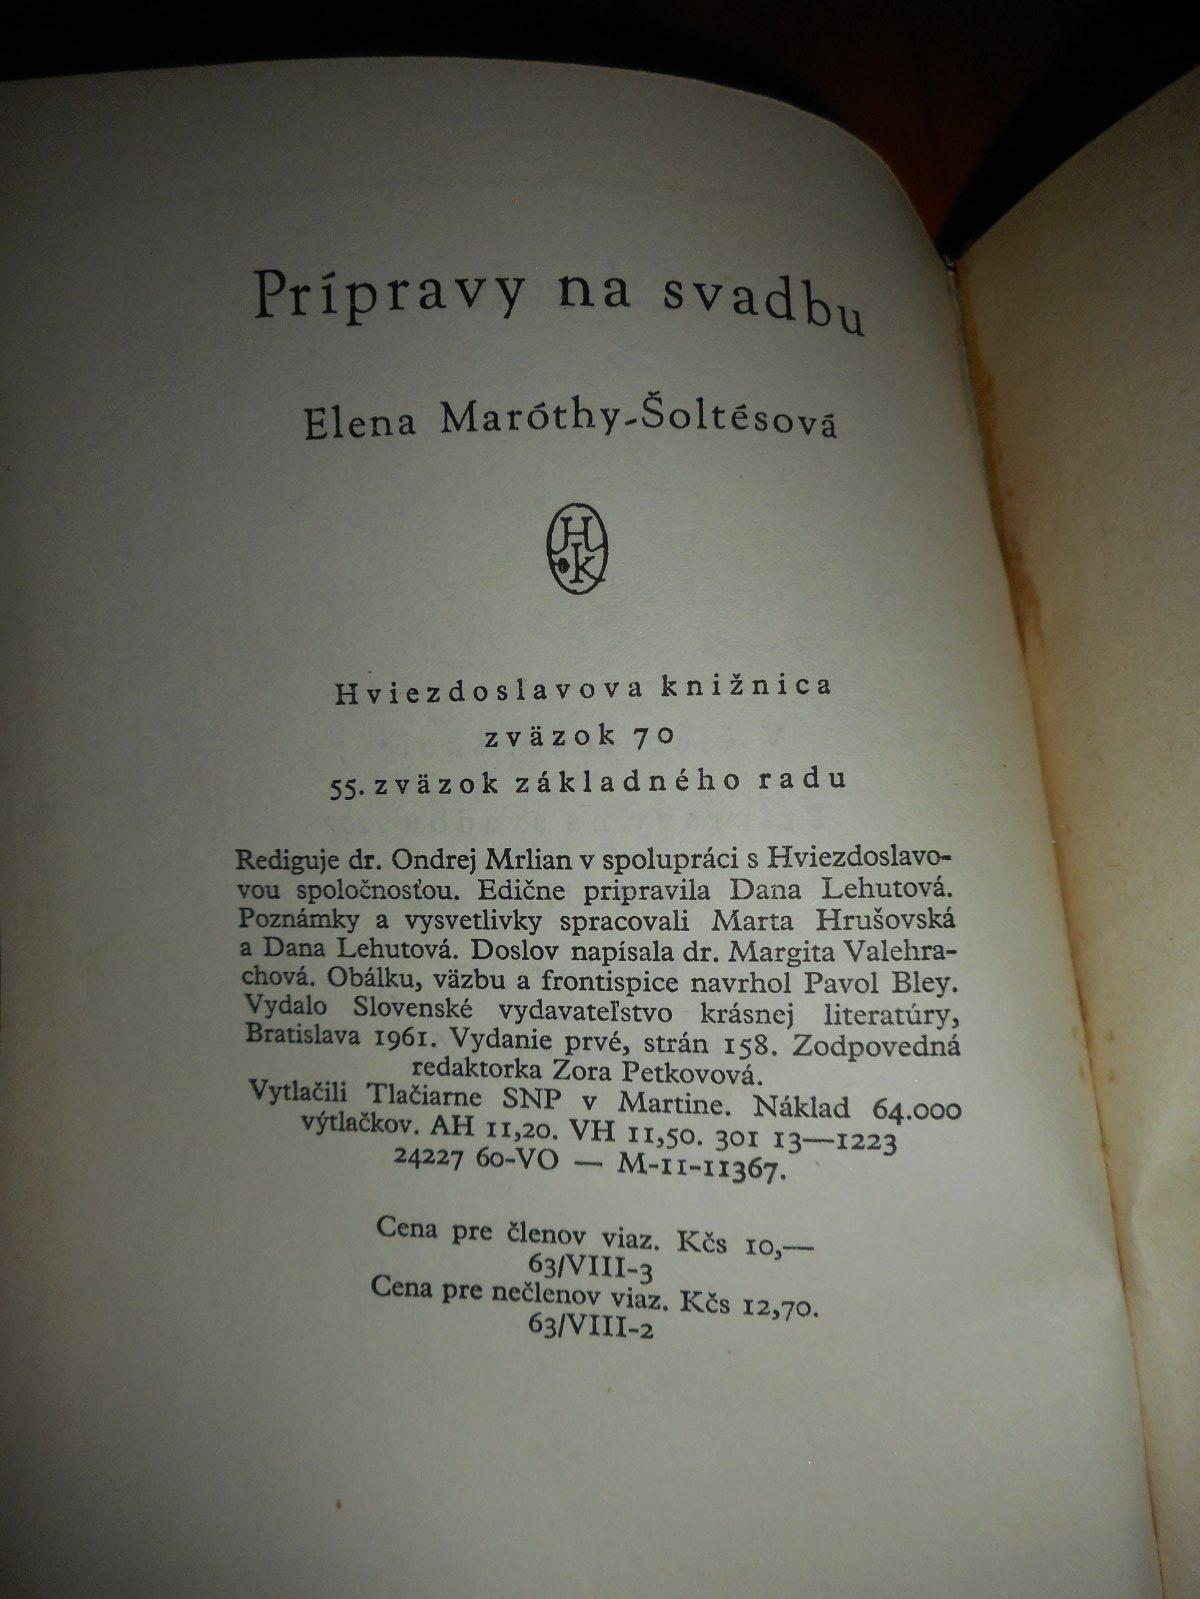 Prípravy na svadbu
Elena Maróthy-Šoltésová
H
K
Hviezdoslavova knižnica
zväzok 70
55. zväzok základného radu
Rediguje dr. Ondrej Mrlian v spolupráci s Hviezdoslavo-
vou spoločnosťou. Edične pripravila Dana Lehutová.
Poznámky a vysvetlivky spracovali Marta Hrušovská
a Dana Lehutová. Doslov napísala dr. Margita Valehra-
chová. Obálku, väzbu a frontispice navrhol Pavol Bley.
Vydalo Slovenské vydavateľstvo krásnej literatúry,
Bratislava 1961. Vydanie prvé, strán 158. Zodpovedná
redaktorka Zora Petkovová.
Vytlačili Tlačiarne SNP v Martine. Náklad 64.000
výtlačkov. AH 11,20. VH 11,50. 301 13—1223
24227 60-VO — M-11-11367.
Cena pre členov viaz. Kčs 10,—
63/VIII-3
Cena pre nečlenov viaz. Kčs 12,70.
63/VIII-2